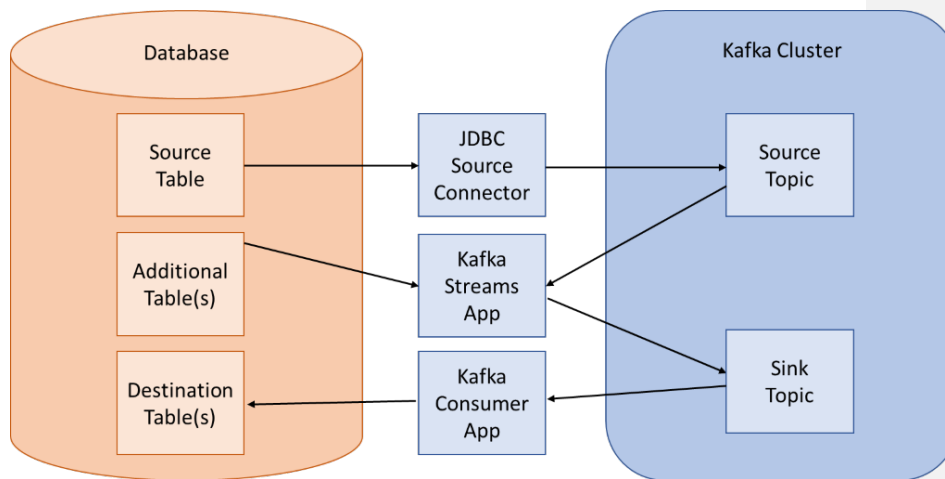 Database
Kafka Cluster
Source
Table
JDBC
Source
Connector
Source
Topic
Additional
Table(s)
Kafka
Streams
App
Destination
Table(s)
Kafka
Consumer
App
Sink
Topic